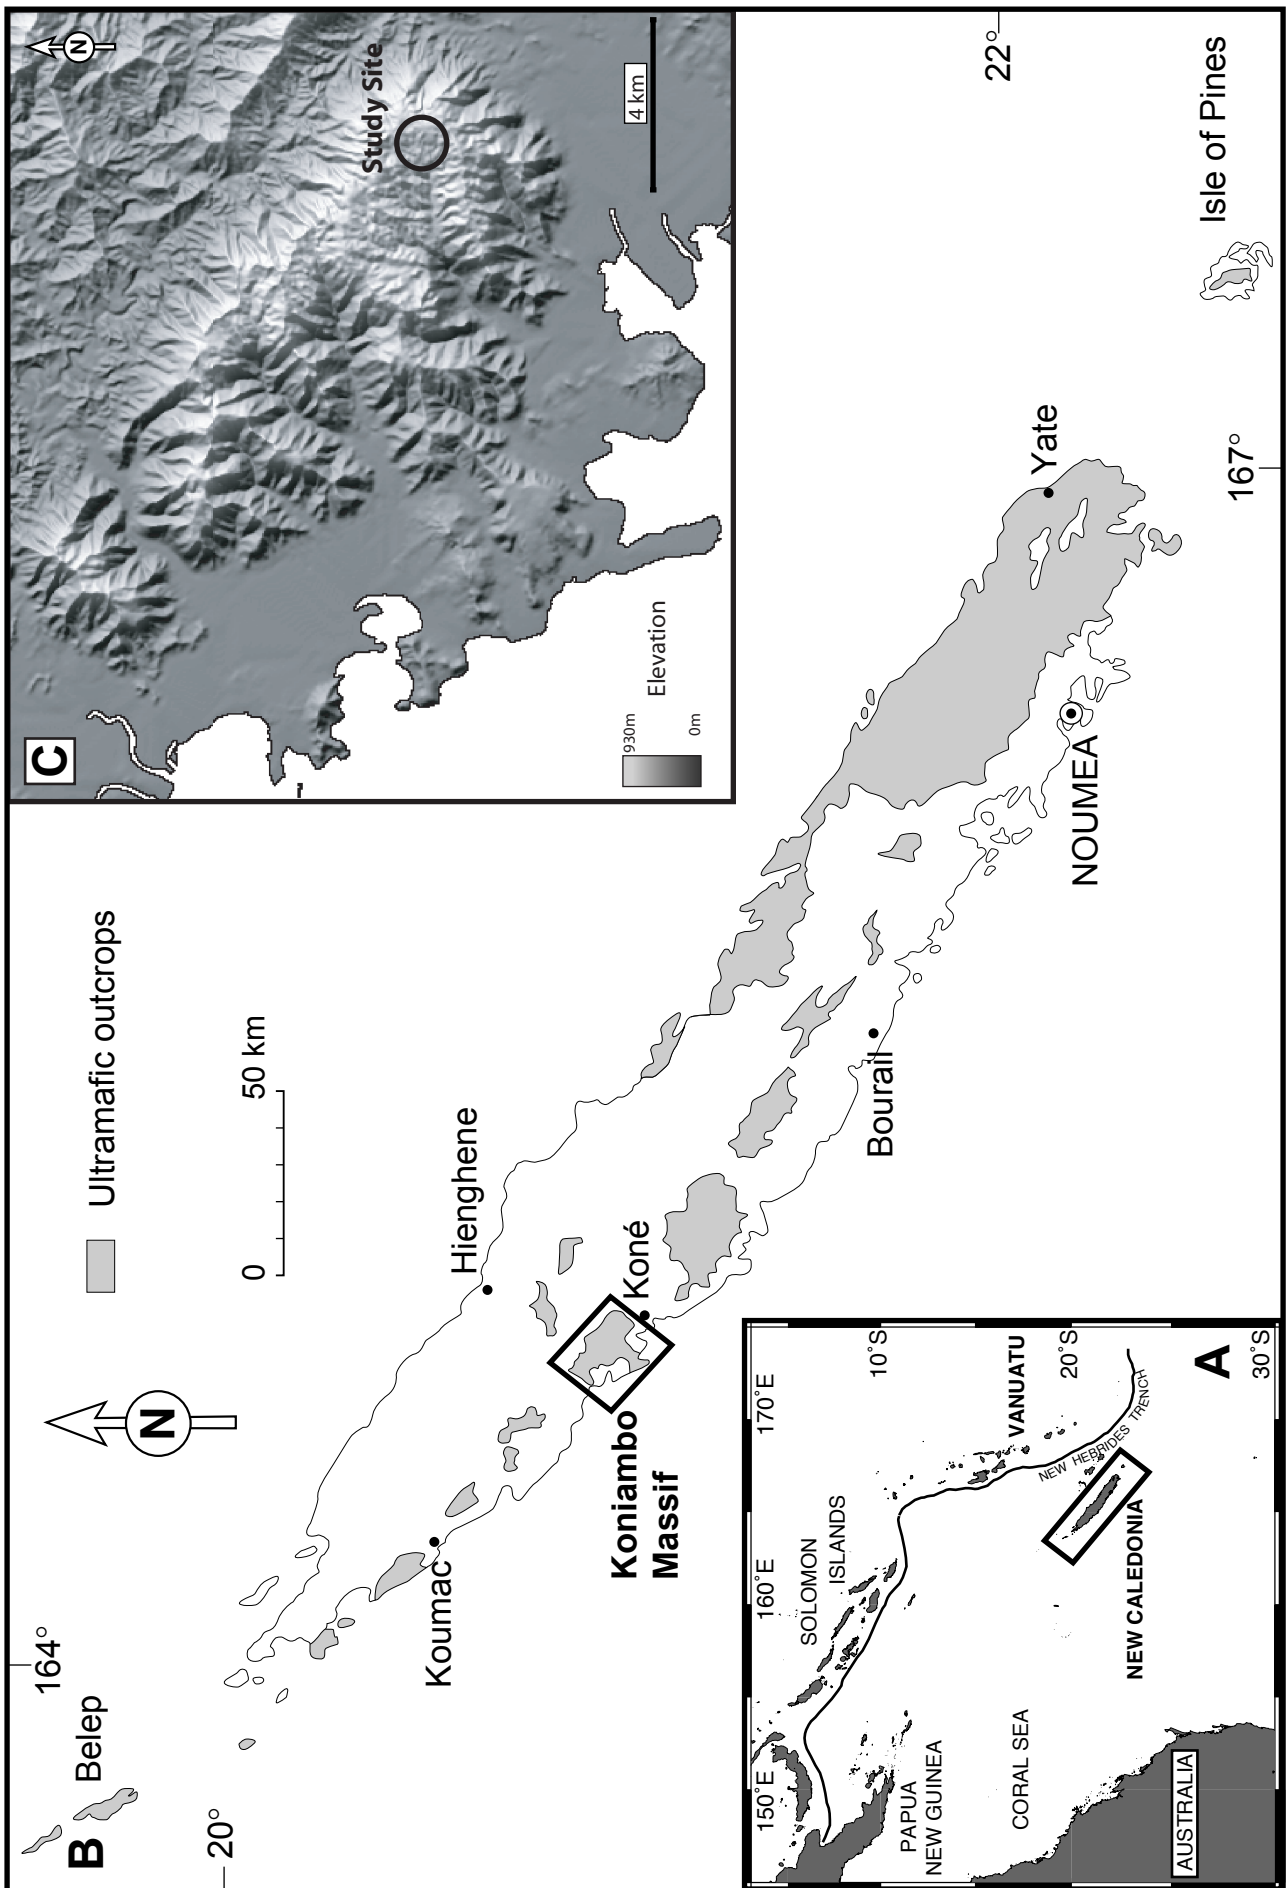 B
Belep
164°
20°
N
Ultramafic outcrops
0
50 km
Koumac
Hienghene
Koniambo
Massif
Koné
Bourail
NOUMEA
Yate
Isle of Pines
22°
167°
C
N
Study Site
4 km
Elevation
930m
0m
150°E
160°E
170°E
10°S
20°S
30°S
A
SOLOMON
ISLANDS
VANUATU
NEW HEBRIDES TRENCH
PAPUA
NEW GUINEA
CORAL SEA
NEW CALEDONIA
AUSTRALIA